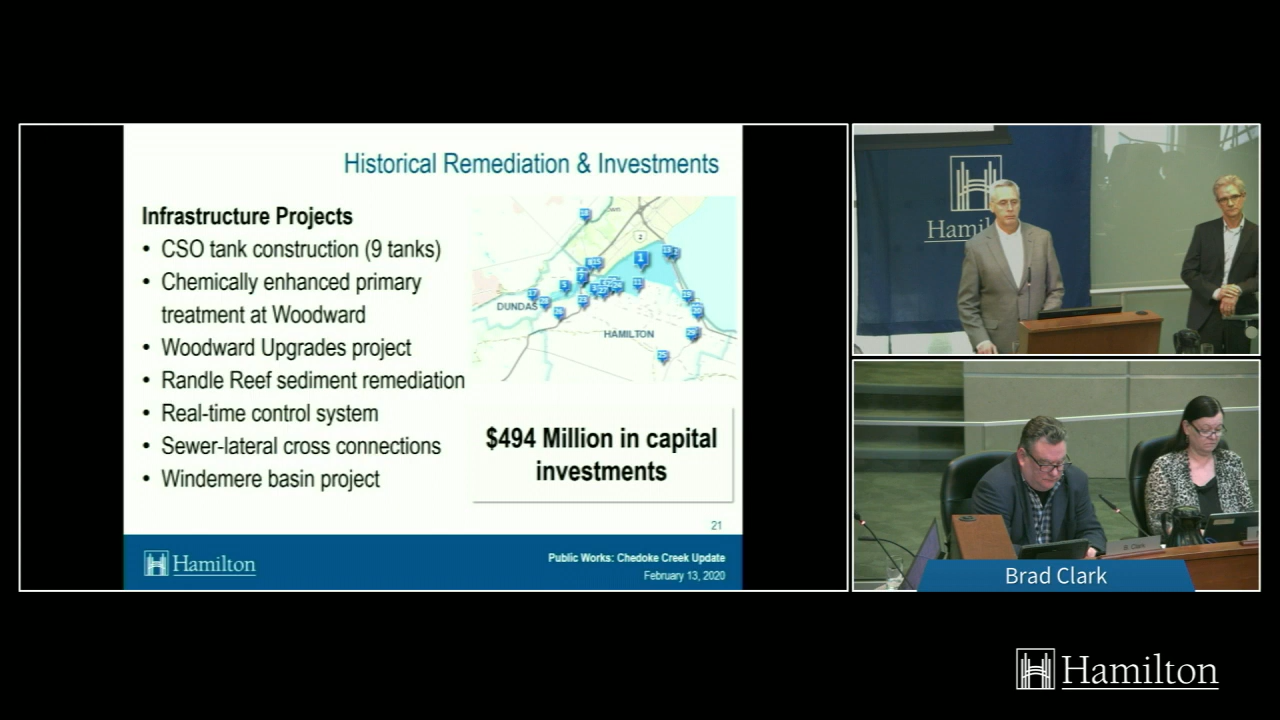 Historical Remediation & Investments
Infrastructure Projects
• CSO tank construction (9 tanks)
• Chemically enhanced primary
treatment at Woodward
• Woodward Upgrades project
• Randle Reef sediment remediation
• Real-time control system
• Sewer-lateral cross connections
• Windemere basin project
DUNDAS
HAMILTON
$494 Million in capital
investments
21
Hamilton
Public Works: Chedoke Creek Update
February 13, 2020
Hamil
B. Clark
Brad Clark
Hamilton